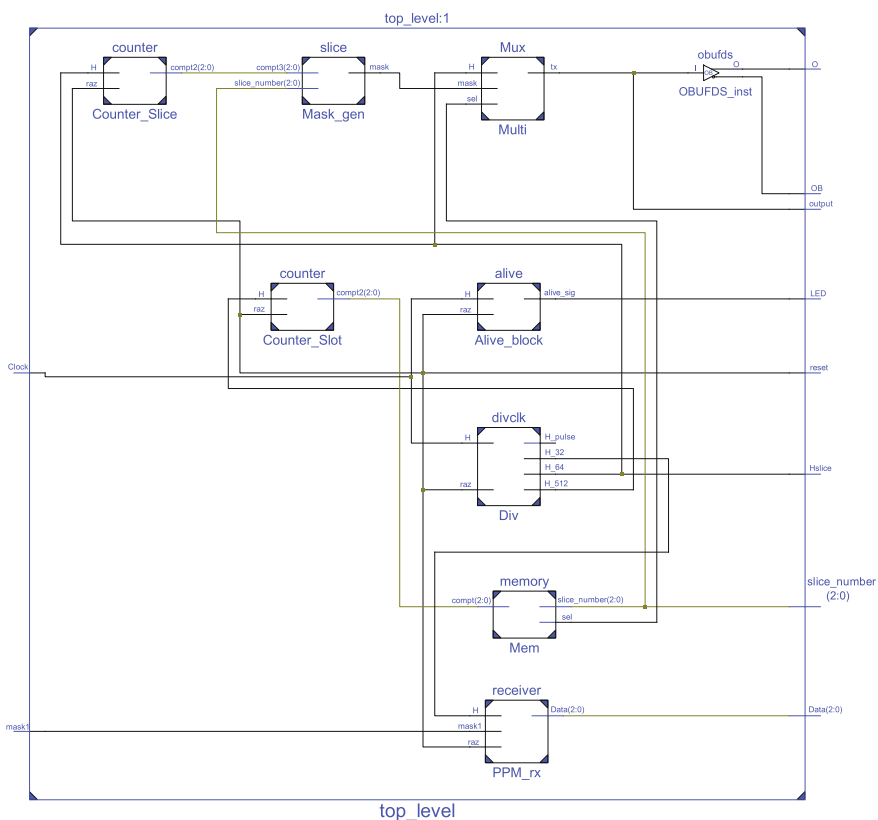 top_level:1
counter
slice
Mux
obufds
H
compt2(2:0)
compt3(2:0)
mask
H
tx
I
OB
O
O
raz
slice_number(2:0)
mask
OBUFDS_inst
sel
Counter_Slice
Mask_gen
Multi
OB
output
counter
alive
H
compt2(2:0)
H
alive_sig
LED
raz
raz
Counter_Slot
Alive_block
Clock
reset
divclk
H
H_pulse
H_32
H_64
Hslice
raz
H_512
Div
memory
slice_number
(2:0)
compt(2:0)
slice_number(2:0)
sel
Mem
receiver
H
Data(2:0)
Data(2:0)
mask1
mask1
raz
PPM_rx
top_level